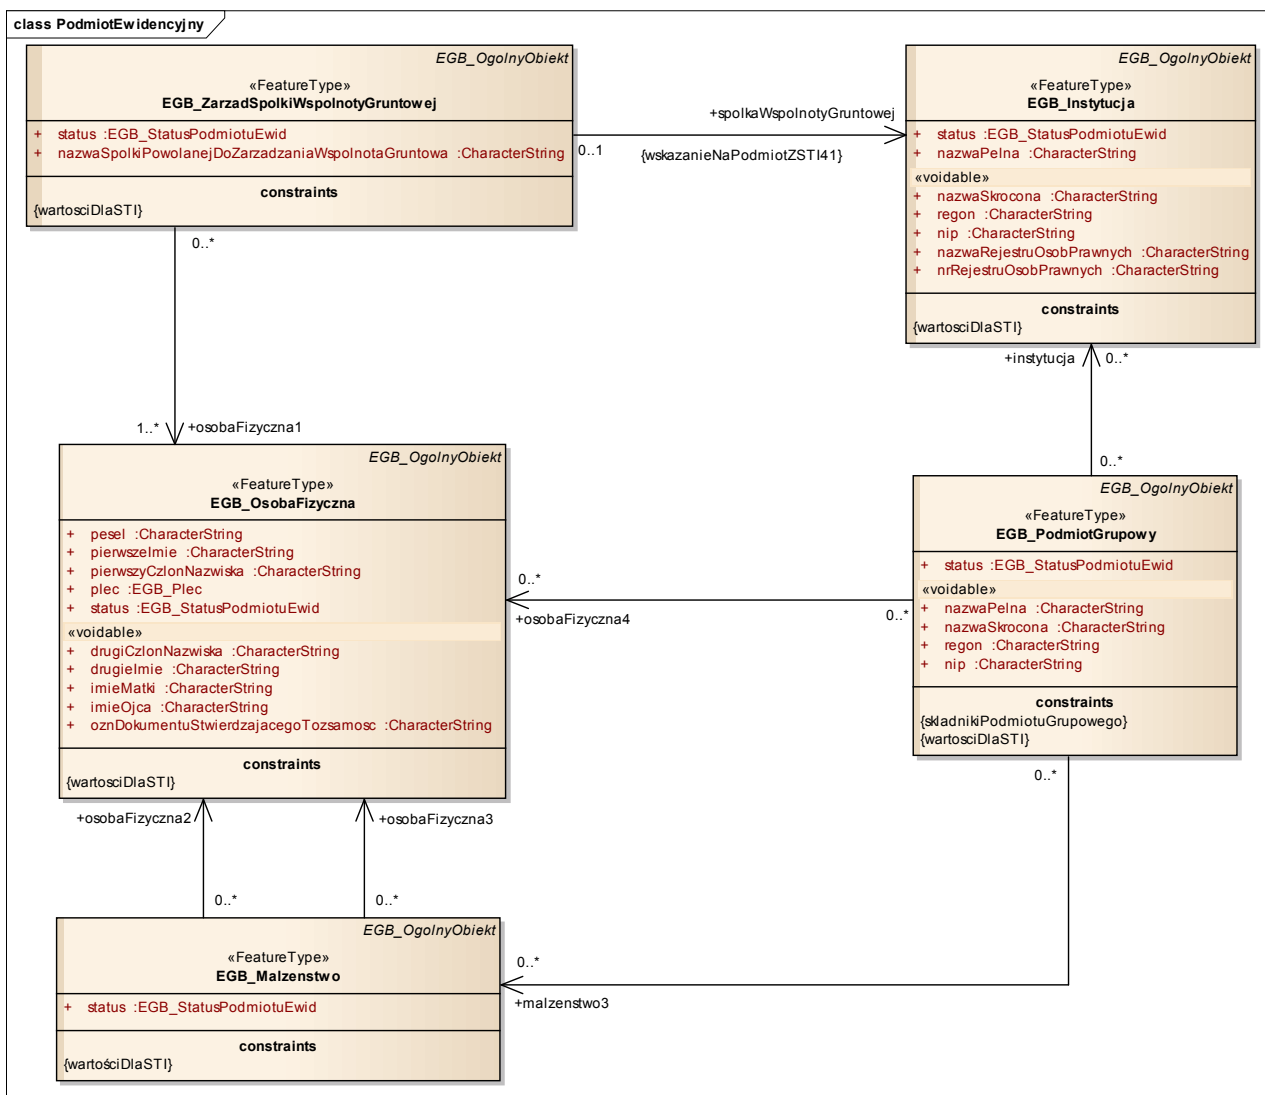 class PodmiotEwidencyjny
EGB_OgolnyObiekt
«FeatureType»
EGB_ZarzadSpolkiWspolnotyGruntowej
+ status :EGB_StatusPodmiotuEwid
+ nazwaSpolkiPowolanejDoZarzadzaniaWspolnotaGruntowa :CharacterString
constraints
{wartosciDlaSTI}
+spolkaWspolnotyGruntowej
0..1
{wskazanieNaPodmiotZSTI41}
EGB_OgolnyObiekt
«FeatureType»
EGB_Instytucja
+ status :EGB_StatusPodmiotuEwid
+ nazwaPelna :CharacterString
«voidable»
+ nazwaSkrocona :CharacterString
+ regon :CharacterString
+ nip :CharacterString
+ nazwaRejestruOsobPrawnych :CharacterString
+ nrRejestruOsobPrawnych :CharacterString
constraints
{wartosciDlaSTI}
0..*
1..*
+osobaFizyczna1
+instytucja
0..*
0..*
EGB_OgolnyObiekt
«FeatureType»
EGB_OsobaFizyczna
+ pesel :CharacterString
+ pierwszeImie :CharacterString
+ pierwszyCzlonNazwiska :CharacterString
+ plec :EGB_Plec
+ status :EGB_StatusPodmiotuEwid
«voidable»
+ drugiCzlonNazwiska :CharacterString
+ drugieImie :CharacterString
+ imieMatki :CharacterString
+ imieOjca :CharacterString
+ oznDokumentuStwierdzajacegoTozsamosc :CharacterString
constraints
{wartosciDlaSTI}
0..*
+osobaFizyczna4
0..*
EGB_OgolnyObiekt
«FeatureType»
EGB_PodmiotGrupowy
+ status :EGB_StatusPodmiotuEwid
«voidable»
+ nazwaPelna :CharacterString
+ nazwaSkrocona :CharacterString
+ regon :CharacterString
+ nip :CharacterString
constraints
{skladnikiPodmiotuGrupowego}
{wartosciDlaSTI}
0..*
+osobaFizyczna2
+osobaFizyczna3
0..*
0..*
EGB_OgolnyObiekt
«FeatureType»
EGB_Malzenstwo
+ status :EGB_StatusPodmiotuEwid
constraints
{wartościDlaSTI}
0..*
+malzenstwo3